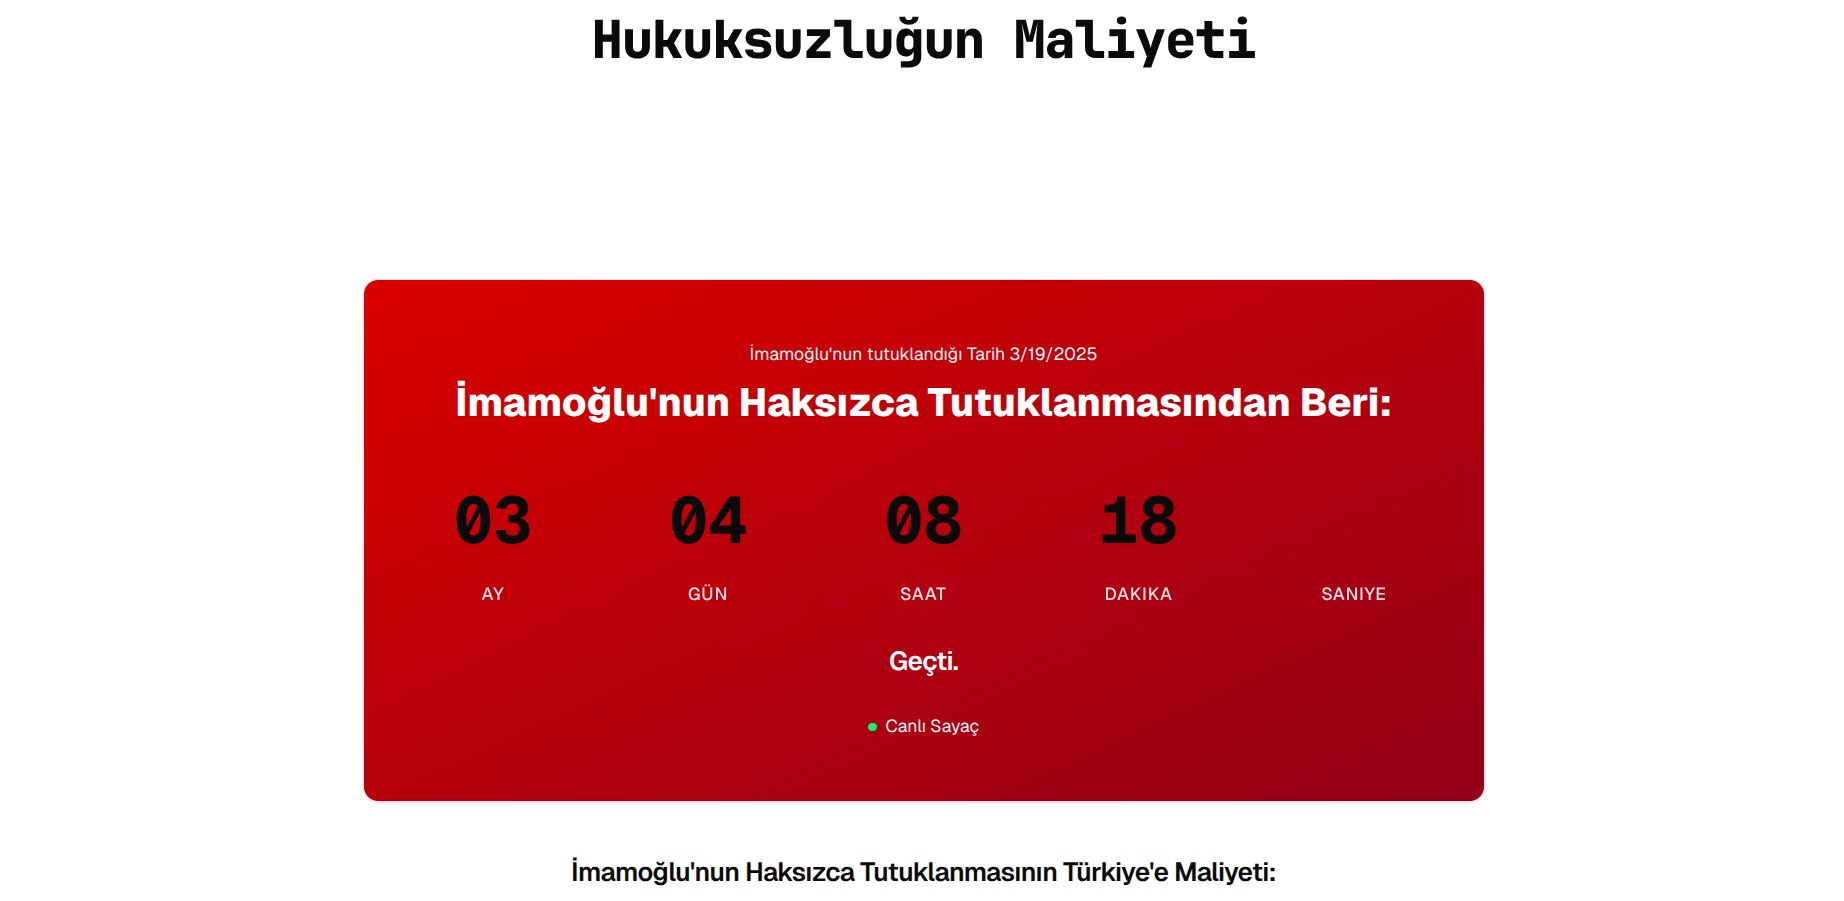 Hukuksuzluğun Maliyeti
İmamoğlu'nun tutuklandığı Tarih 3/19/2025
İmamoğlu'nun Haksızca Tutuklanmasından Beri:
03 04 08 18
AY GÜN SAAT DAKIKA SANIYE
Geçti.
Canlı Sayaç
İmamoğlu'nun Haksızca Tutuklanmasının Türkiye'e Maliyeti: